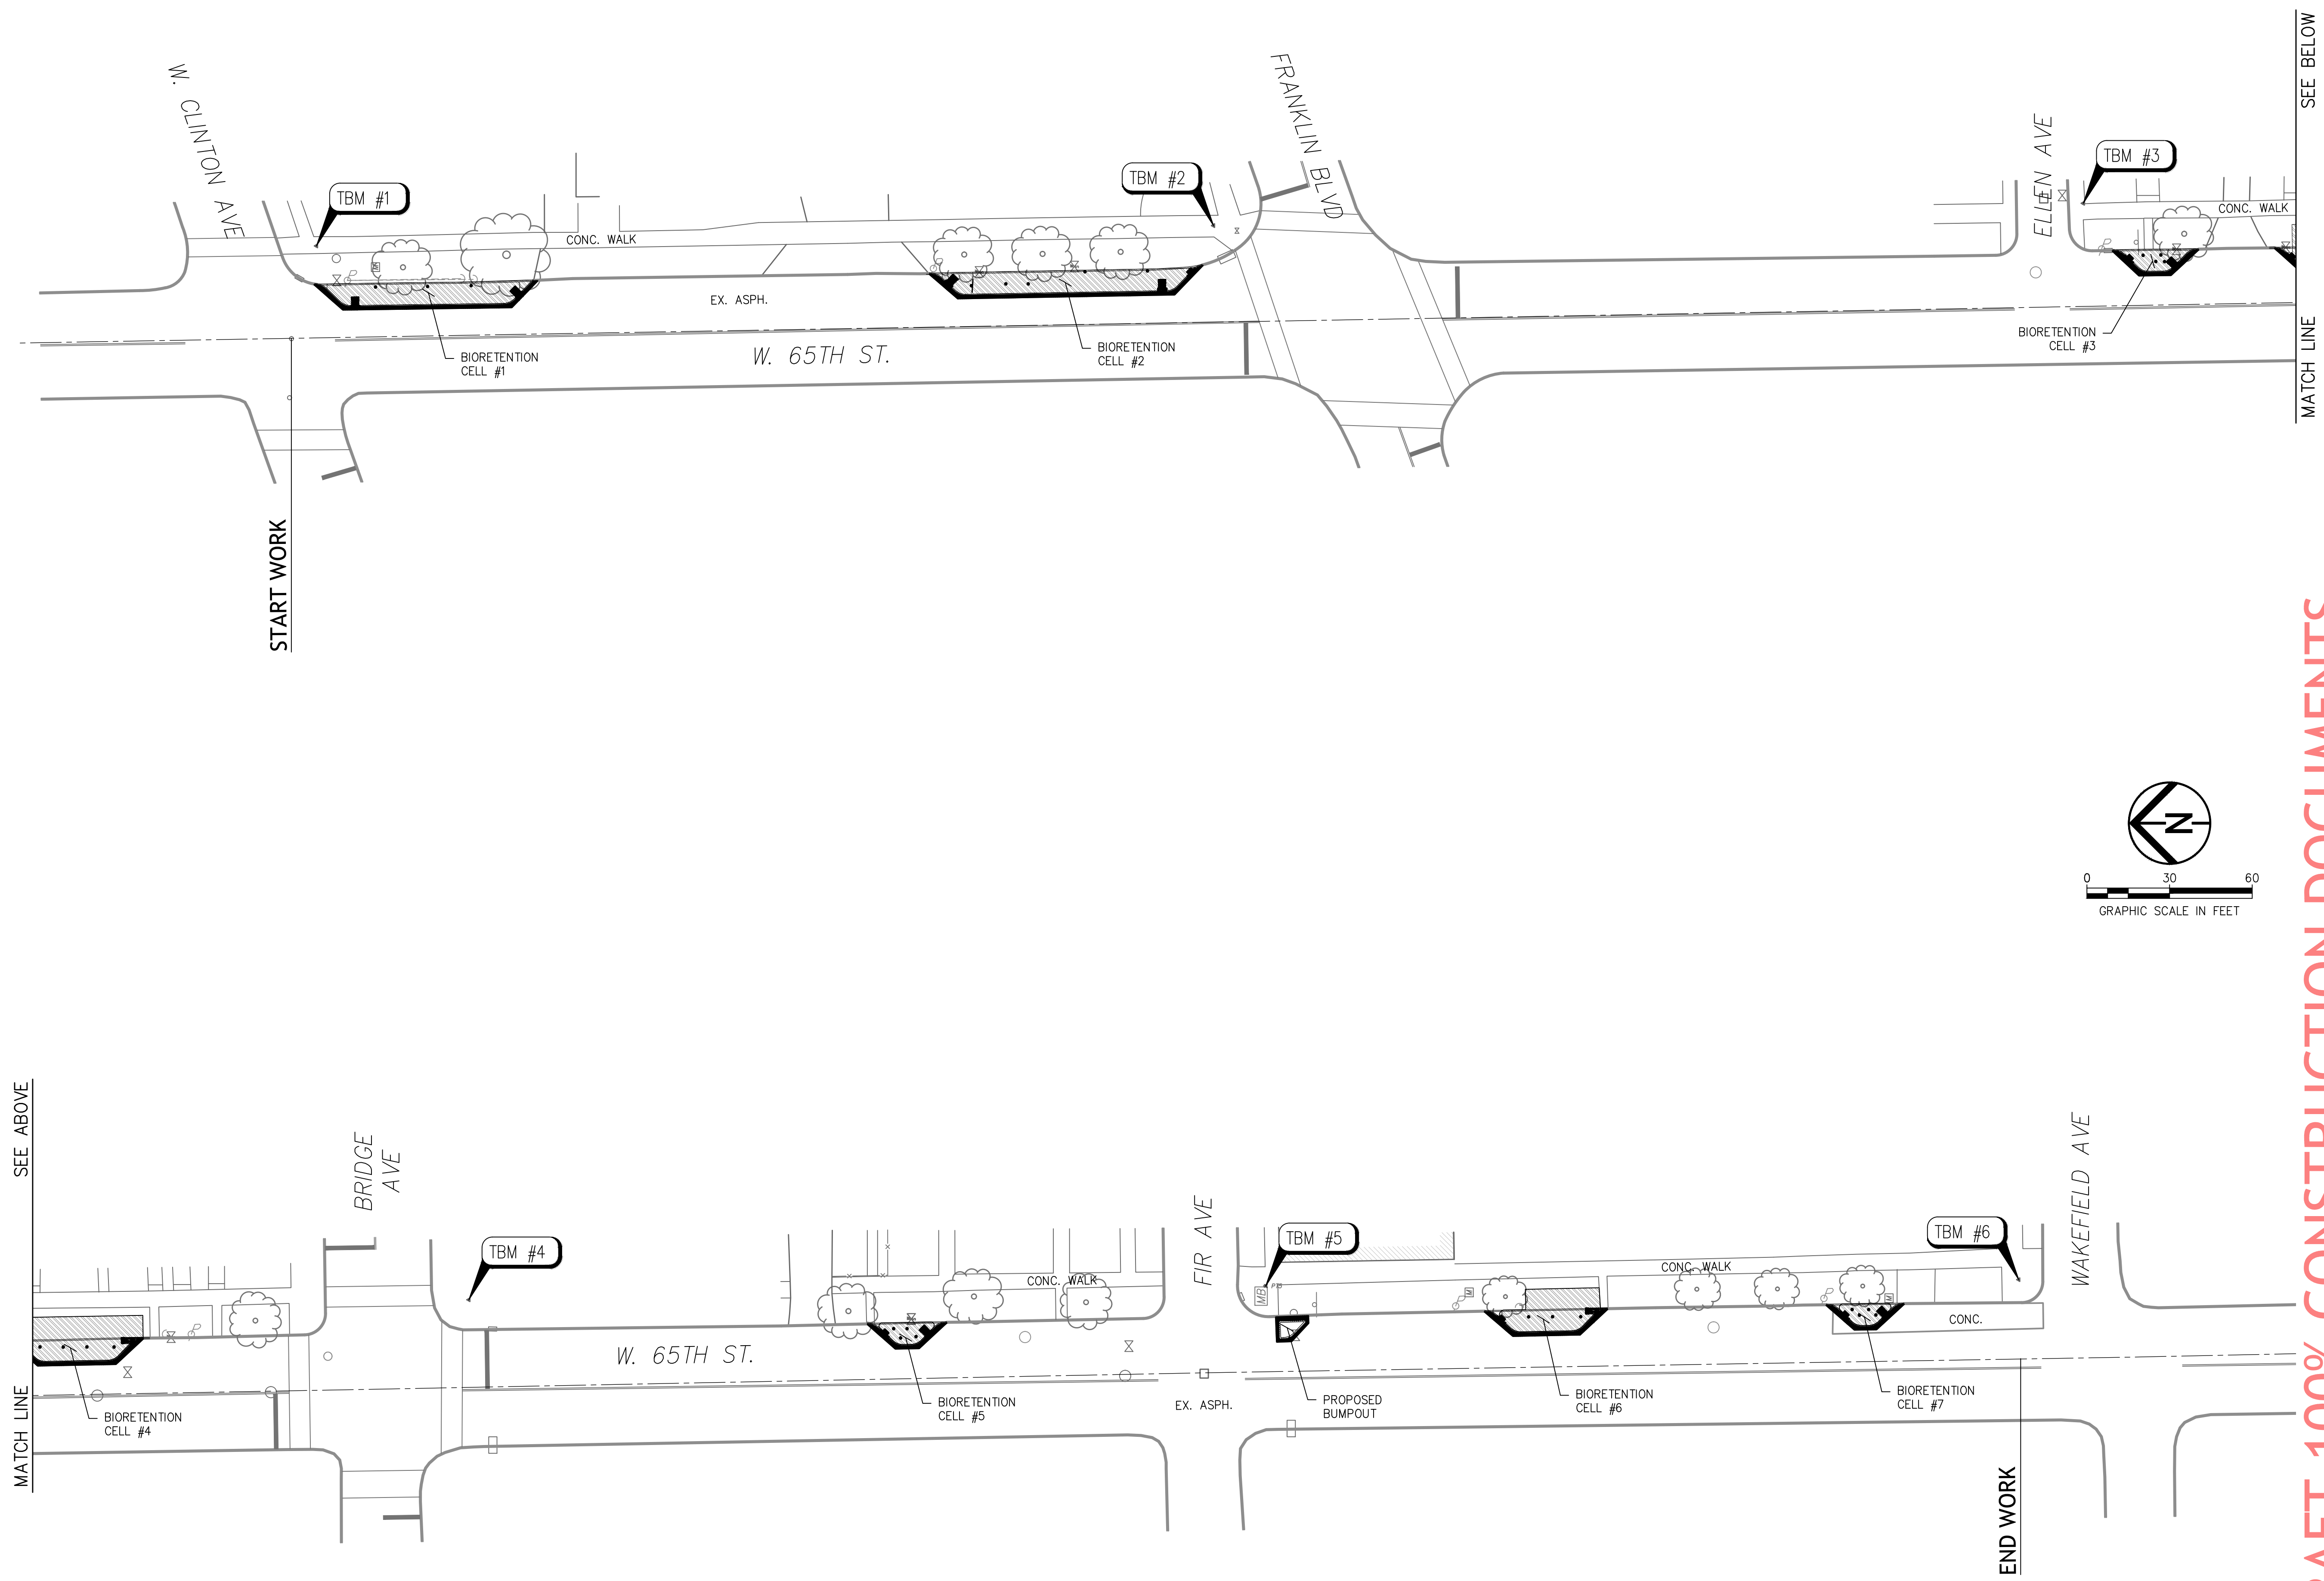 W. CLINTON AVE
FRANKLIN BLVD
ELLEN AVE
SEE BELOW
TBM #1
TBM #2
TBM #3
CONC. WALK
CONC. WALK
EX. ASPH.
W. 65TH ST.
BIORETENTION
CELL #1
BIORETENTION
CELL #2
BIORETENTION
CELL #3
MATCH LINE
START WORK
N
0 30 60
GRAPHIC SCALE IN FEET
SEE ABOVE
BRIDGE
AVE
FIR AVE
WAKEFIELD AVE
TBM #4
TBM #5
TBM #6
CONC. WALK
CONC. WALK
MB
CONC.
W. 65TH ST.
EX. ASPH.
MATCH LINE
BIORETENTION
CELL #4
BIORETENTION
CELL #5
PROPOSED
BUMPOUT
BIORETENTION
CELL #6
BIORETENTION
CELL #7
END WORK
100% CONSTRUCTION DOCUMENTS